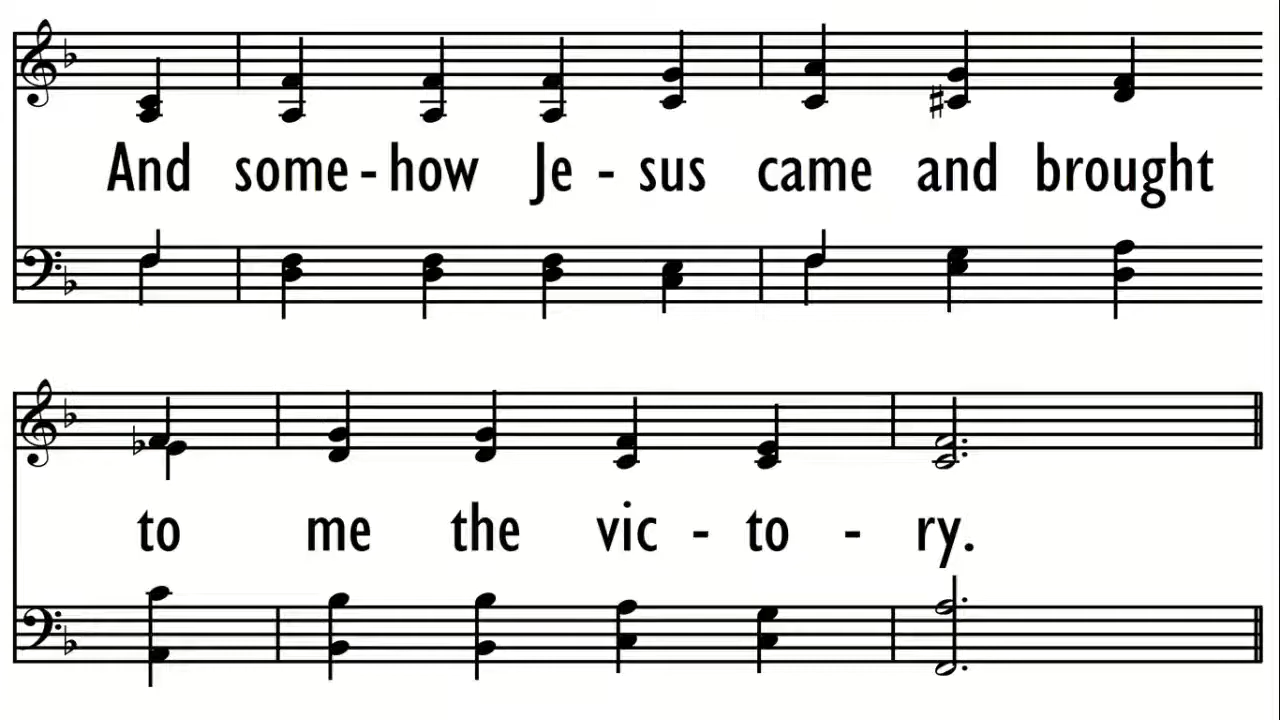 And some - how Je - sus came and brought
to me the vic - to - ry.